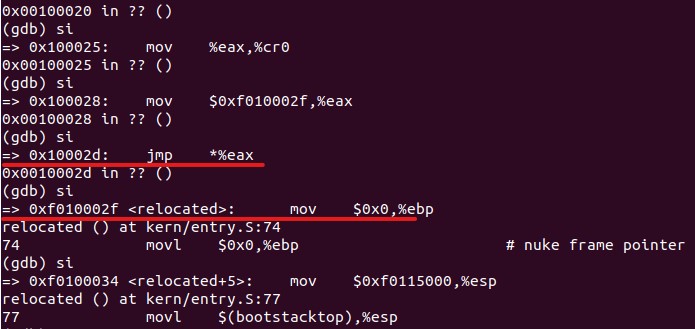 0x00100020 in ?? ()
(gdb) si
=> 0x100025:    mov    %eax,%cr0
0x00100025 in ?? ()
(gdb) si
=> 0x100028:    mov    $0xf010002f,%eax
0x00100028 in ?? ()
(gdb) si
=> 0x10002d:    jmp    *%eax
0x0010002d in ?? ()
(gdb) si
=> 0xf010002f <relocated>:      mov    $0x0,%ebp
relocated () at kern/entry.S:74
74              movl    $0x0,%ebp                       # nuke frame pointer
(gdb) si
=> 0xf0100034 <relocated+5>:    mov    $0xf0115000,%esp
relocated () at kern/entry.S:77
77              movl    $(bootstacktop),%esp